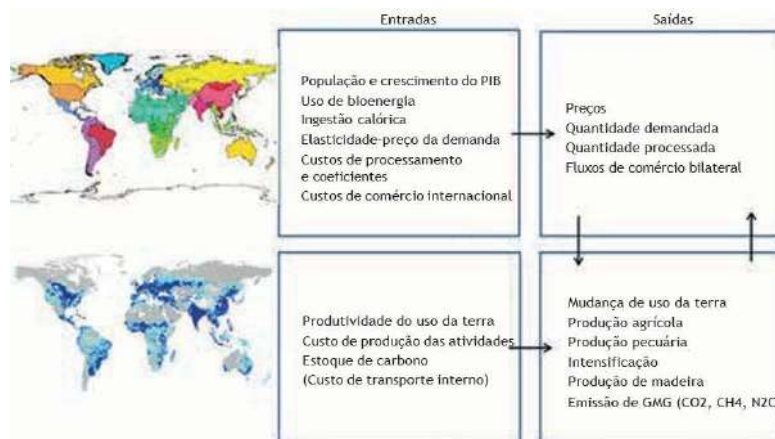 Entradas
Saídas
População e crescimento do PIB
Uso de bioenergia
Ingestão calórica
Elasticidade-preço da demanda
Custos de processamento
e coeficientes
Custos de comércio internacional
Preços
Quantidade demandada
Quantidade processada
Fluxos de comércio bilateral
Produtividade do uso da terra
Custo de produção das atividades
Estoque de carbono
(Custo de transporte interno)
Mudança de uso da terra
Produção agrícola
Produção pecuária
Intensificação
Produção de madeira
Emissão de GMG (CO2, CH4, N2O